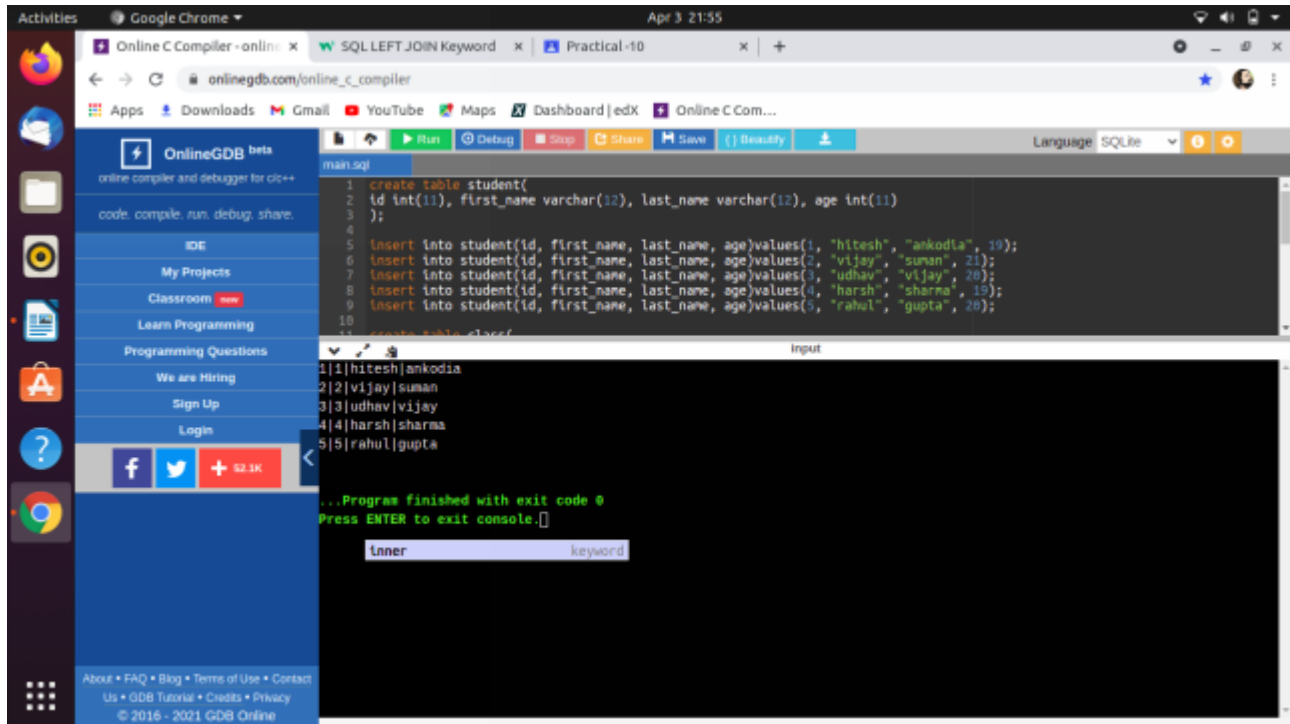 Activities Google Chrome Apr 3 21:55
Online C Compiler - online SQL LEFT JOIN Keyword Practical -10
onlinegdb.com/online_c_compiler
Apps Downloads Gmail YouTube Maps Dashboard | edX Online C Com...
OnlineGDB beta
online compiler and debugger for c/c++
code. compile. run. debug. share.
IDE
My Projects
Classroom new
Learn Programming
Programming Questions
We are Hiring
Sign Up
Login
f + 52.1K
About • FAQ • Blog • Terms of Use • Contact
Us • GDB Tutorial • Credits • Privacy
© 2016 - 2021 GDB Online
Run Debug Stop Share Save { } Beautify Language SQLite
main.sql
1 create table student(
2 id int(11), first_name varchar(12), last_name varchar(12), age int(11)
3 );
4
5 insert into student(id, first_name, last_name, age)values(1, "hitesh", "ankodia", 19);
6 insert into student(id, first_name, last_name, age)values(2, "vijay", "suman", 21);
7 insert into student(id, first_name, last_name, age)values(3, "udhav", "vijay", 20);
8 insert into student(id, first_name, last_name, age)values(4, "harsh", "sharma", 19);
9 insert into student(id, first_name, last_name, age)values(5, "rahul", "gupta", 20);
10
11 create table class(
input
1|1|hitesh|ankodia
2|2|vijay|suman
3|3|udhav|vijay
4|4|harsh|sharma
5|5|rahul|gupta
...Program finished with exit code 0
Press ENTER to exit console.
inner keyword